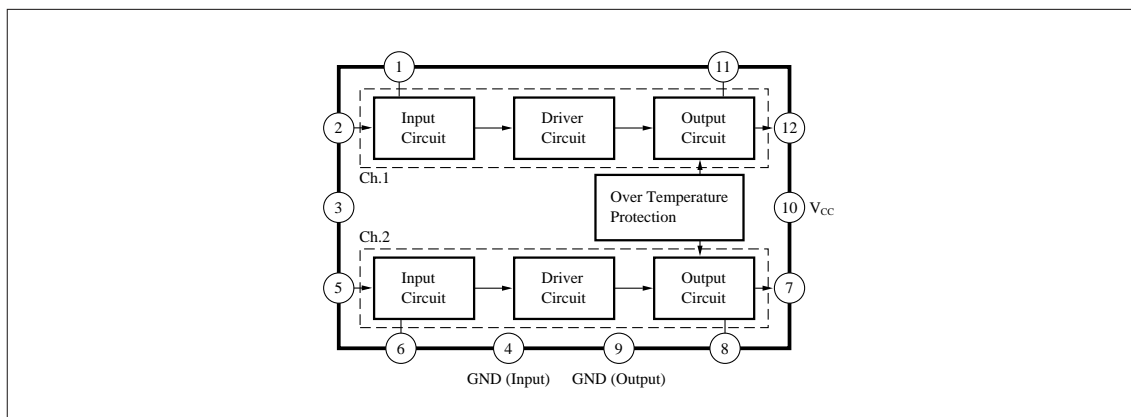 1
11
2
Input
Circuit
Driver
Circuit
Output
Circuit
12
Ch.1
3
Over Temperature
Protection
10
VCC
Ch.2
5
Input
Circuit
Driver
Circuit
Output
Circuit
7
6
4
9
8
GND (Input)
GND (Output)